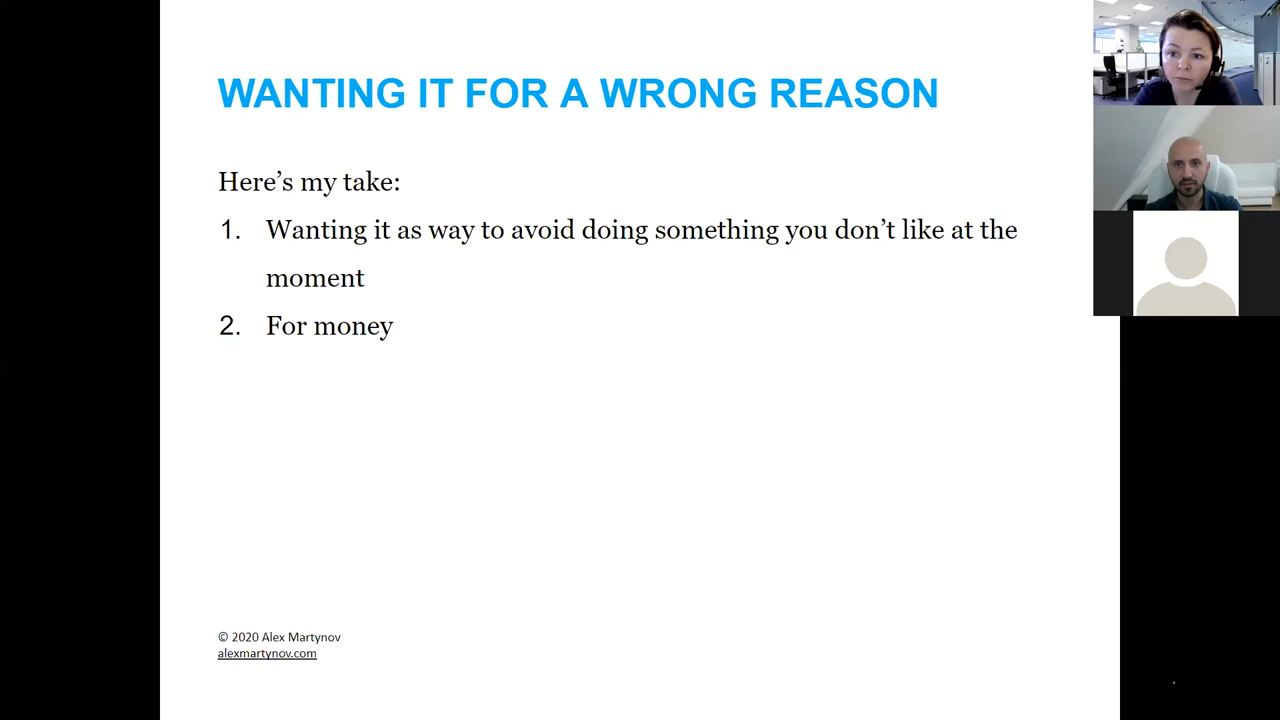 WANTING IT FOR A WRONG REASON
Here’s my take:
1. Wanting it as way to avoid doing something you don’t like at the
moment
2. For money
© 2020 Alex Martynov
alexmartynov.com